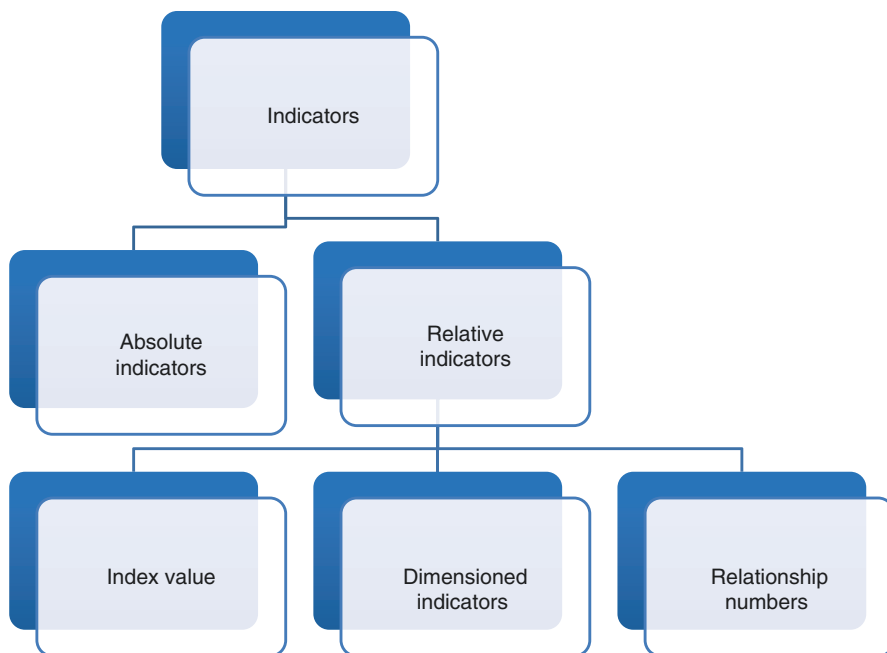 Indicators
Absolute
indicators
Relative
indicators
Index value
Dimensioned
indicators
Relationship
numbers